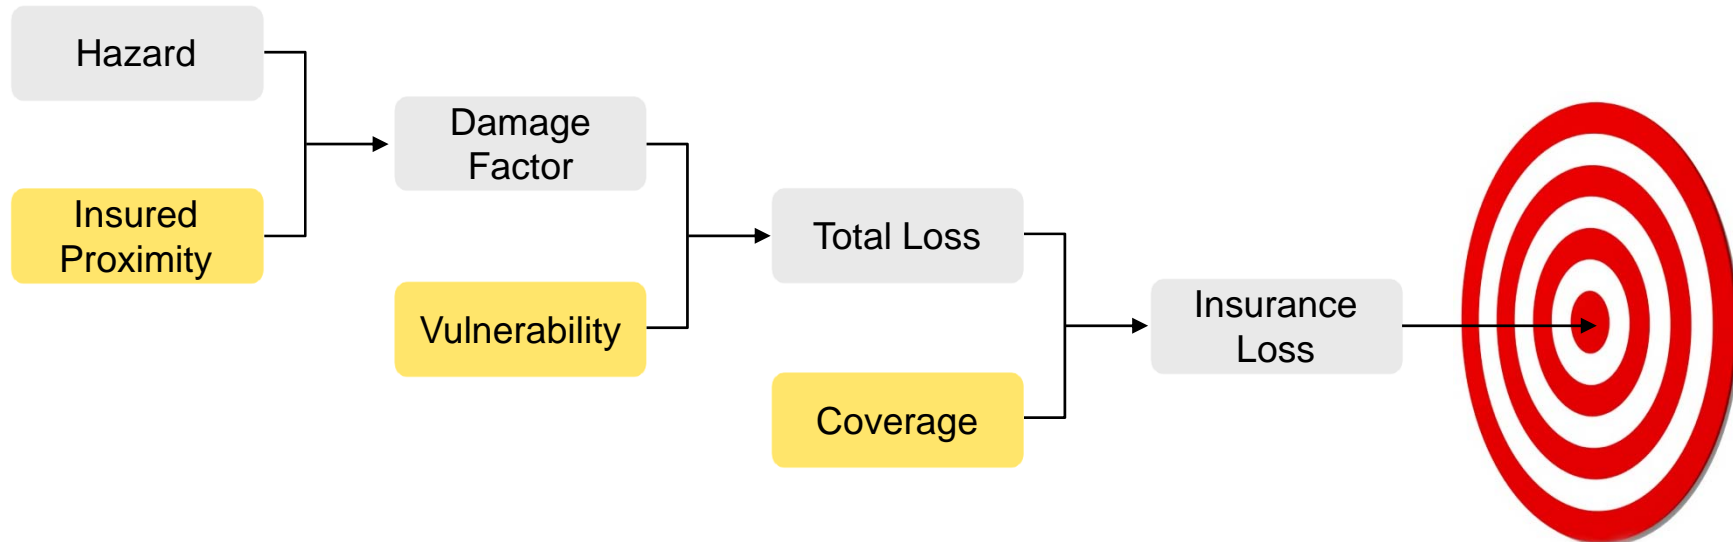 Hazard
Insured
Proximity
Damage
Factor
Vulnerability
Total Loss
Coverage
Insurance
Loss